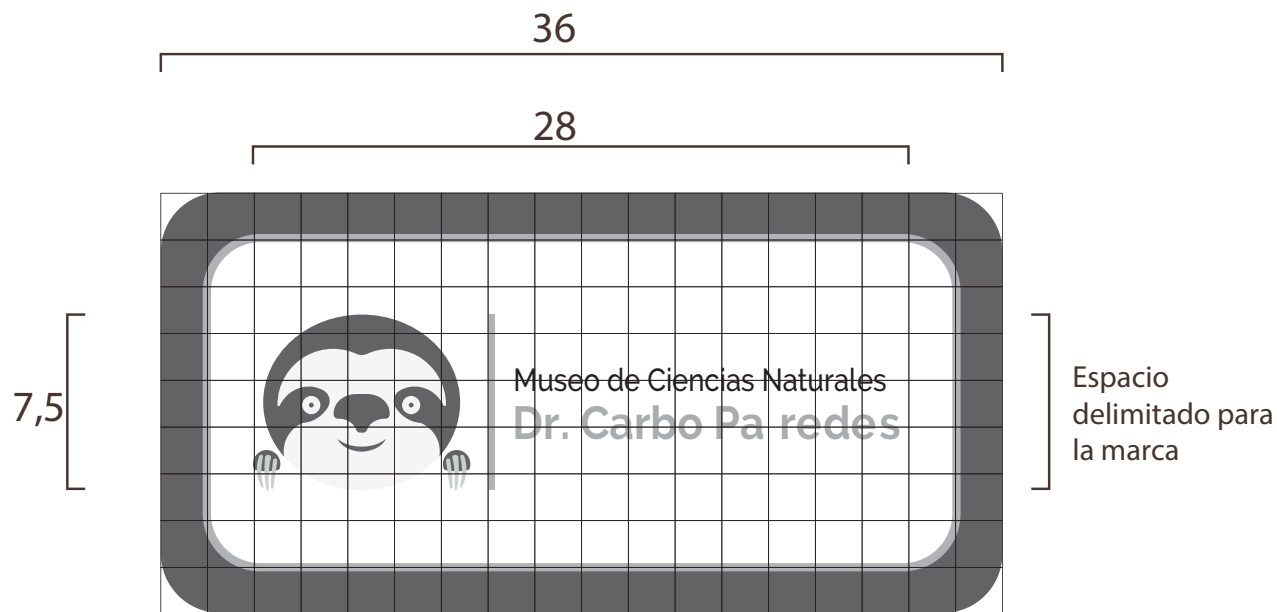 36
28
7,5
Museo de Ciencias Naturales
Dr. Carbo Pa redes
Espacio
delimitado para
la marca